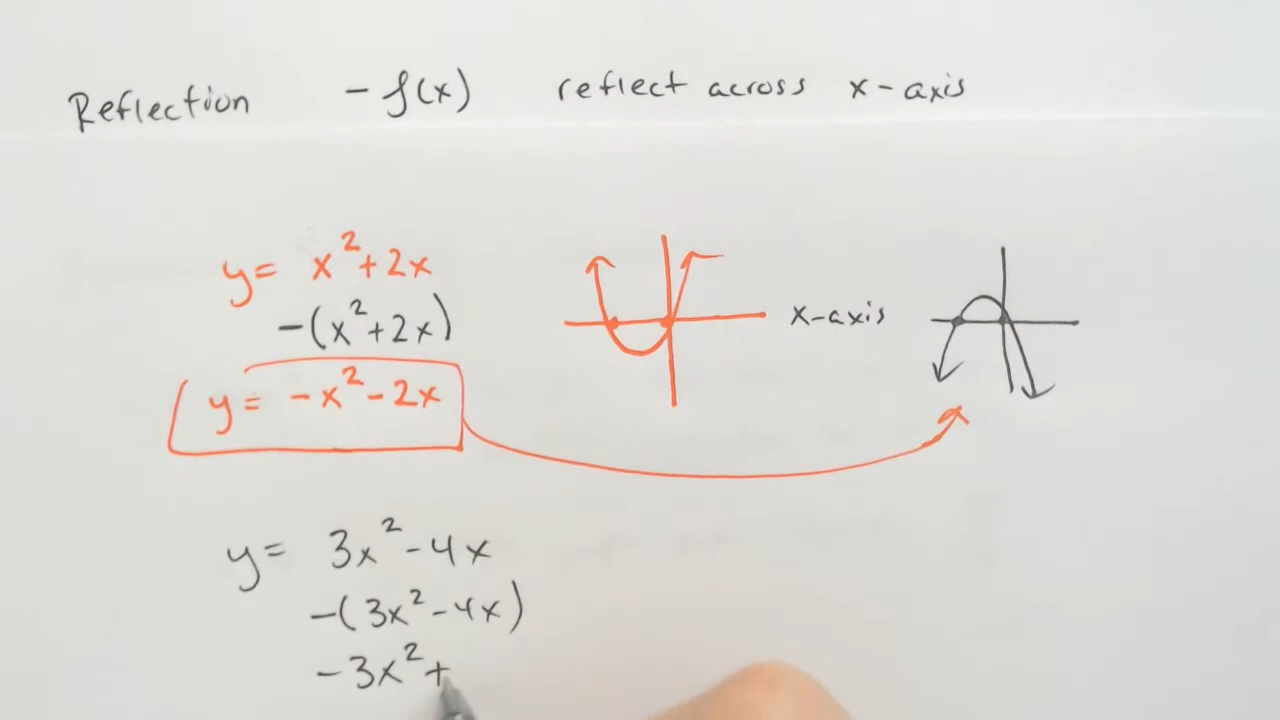 Reflection -f(x) reflect across x-axis
y= x²+2x
-(x²+2x)
y= -x²-2x
x-axis
y= 3x²-4x
-(3x²-4x)
-3x²+